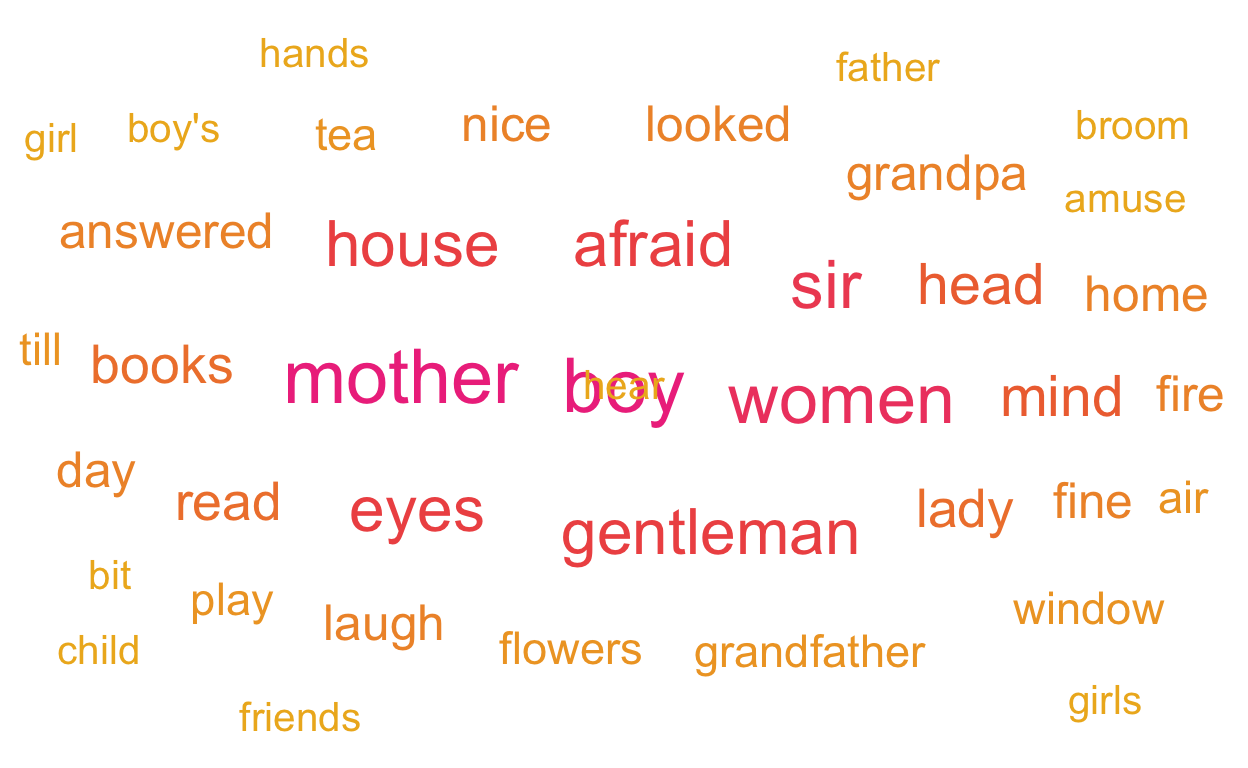 hands
father
girl
boy's
tea
nice
looked
broom
grandpa
amuse
answered
house
afraid
sir
head
home
till
books
mother
boy
hear
women
mind
fire
day
read
eyes
gentleman
lady
fine
air
bit
play
laugh
flowers
grandfather
window
child
friends
girls